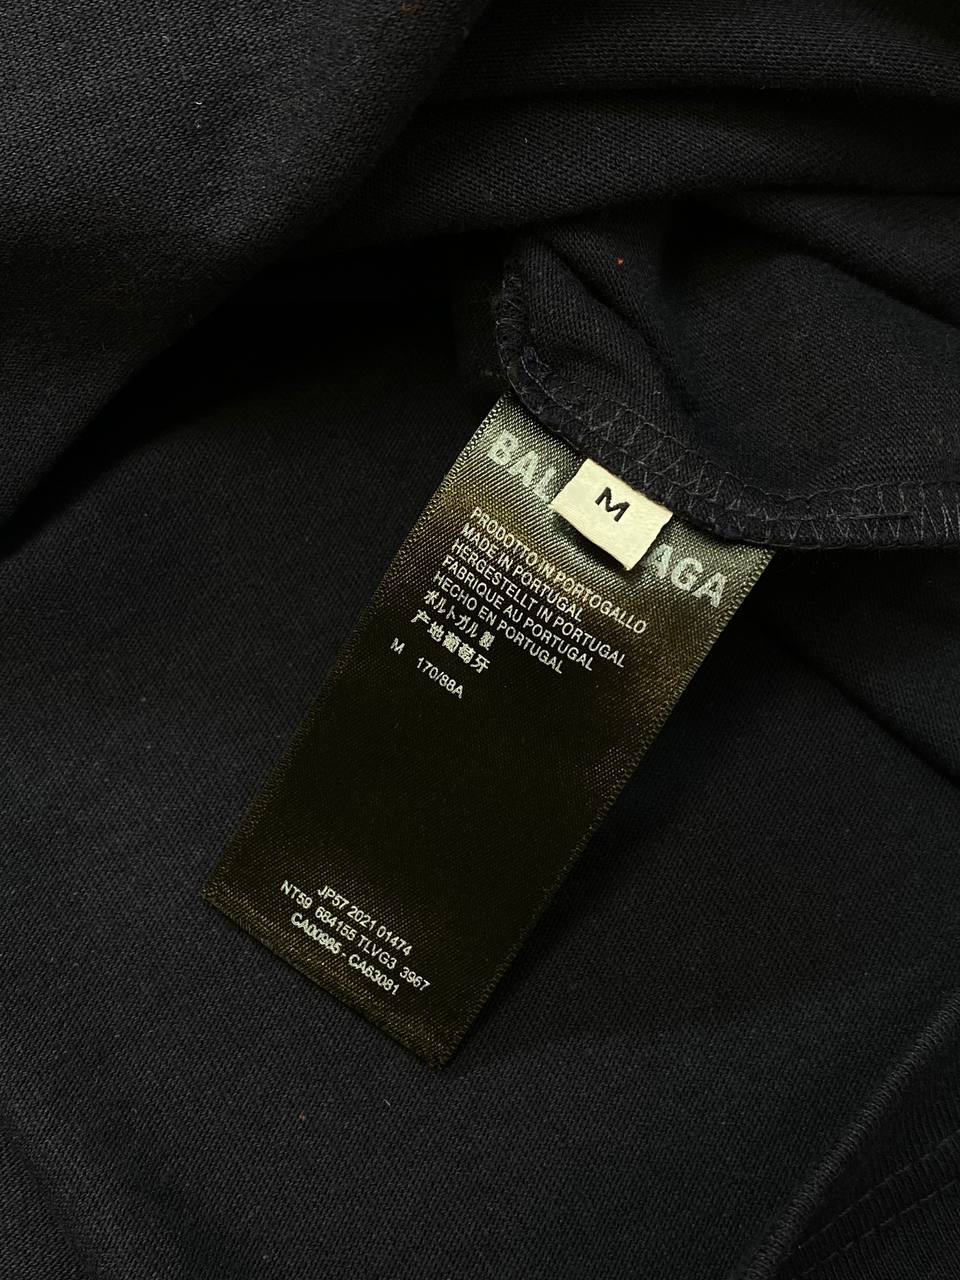 BAL AGA
M
PRODOTTO IN PORTOGALLO
MADE IN PORTUGAL
HERGESTELLT IN PORTUGAL
FABRIQUE AU PORTUGAL
HECHO EN PORTUGAL
ポルトガル 製
产地葡萄牙
M 170/88A
JP57 2021 01474
NT59 684155 TLVG3 3967
CA00985 - CA63081